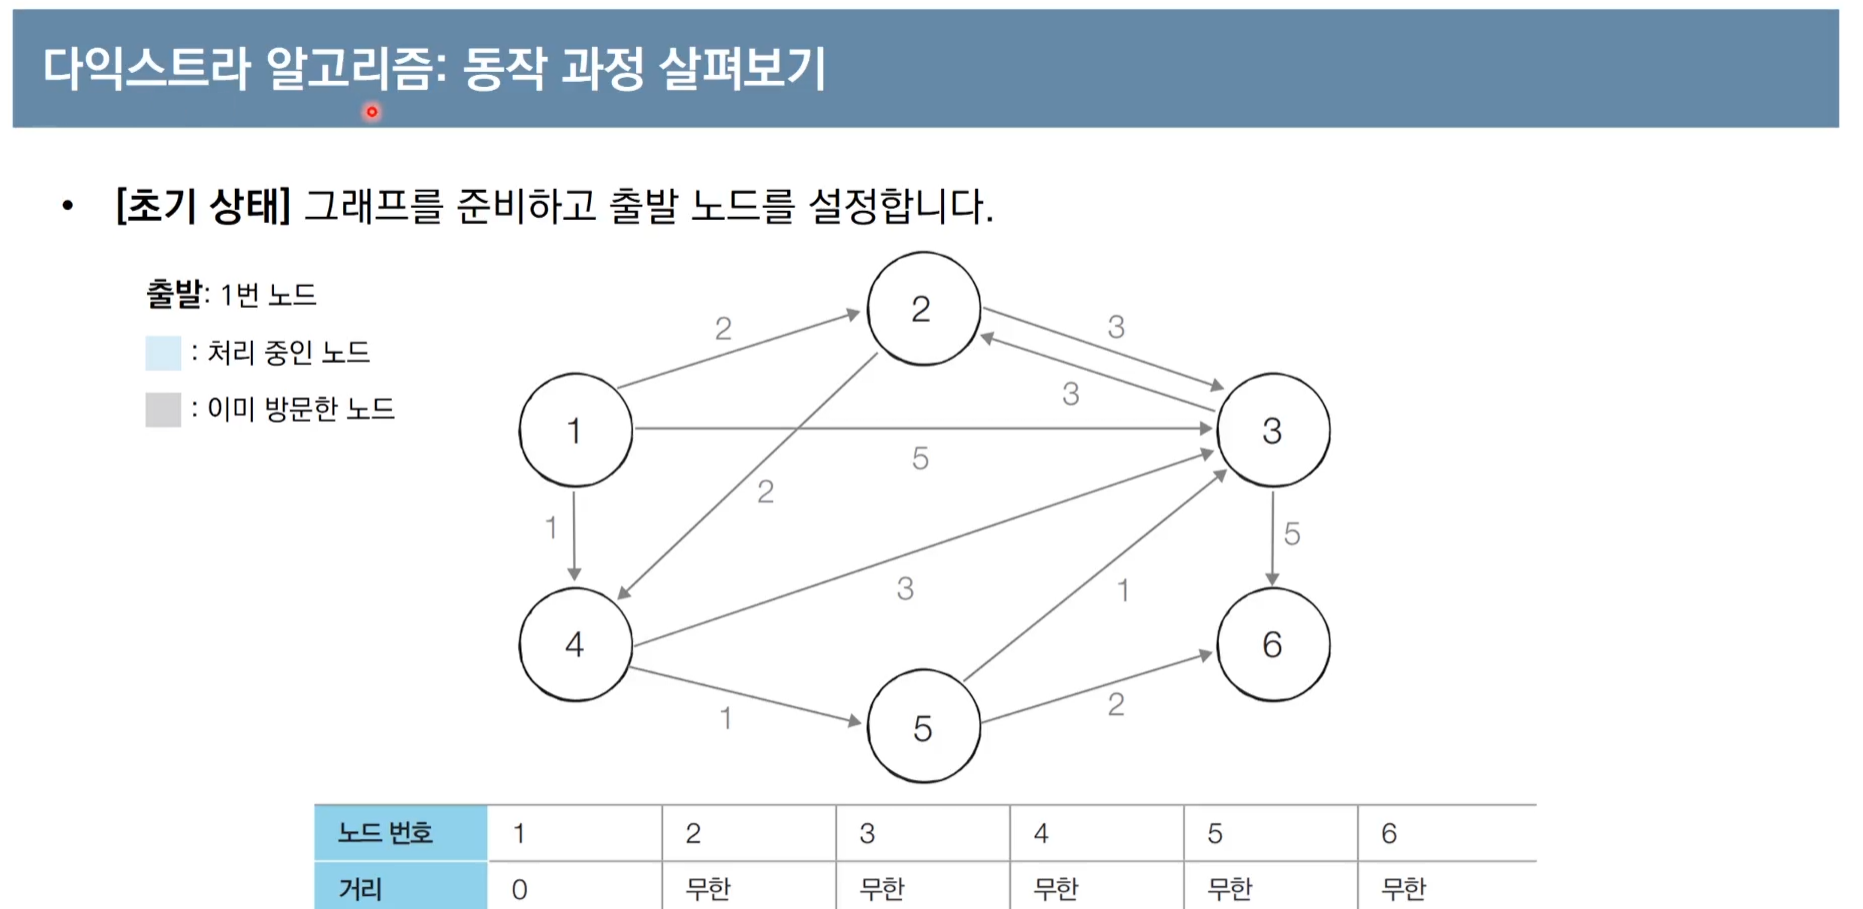 다익스트라 알고리즘: 동작 과정 살펴보기
• [초기 상태] 그래프를 준비하고 출발 노드를 설정합니다.
출발: 1번 노드
: 처리 중인 노드
: 이미 방문한 노드
2
2
3
3
1
3
5
2
1
5
3
1
4
6
1
5
2
노드 번호 1 2 3 4 5 6
거리 0 무한 무한 무한 무한 무한